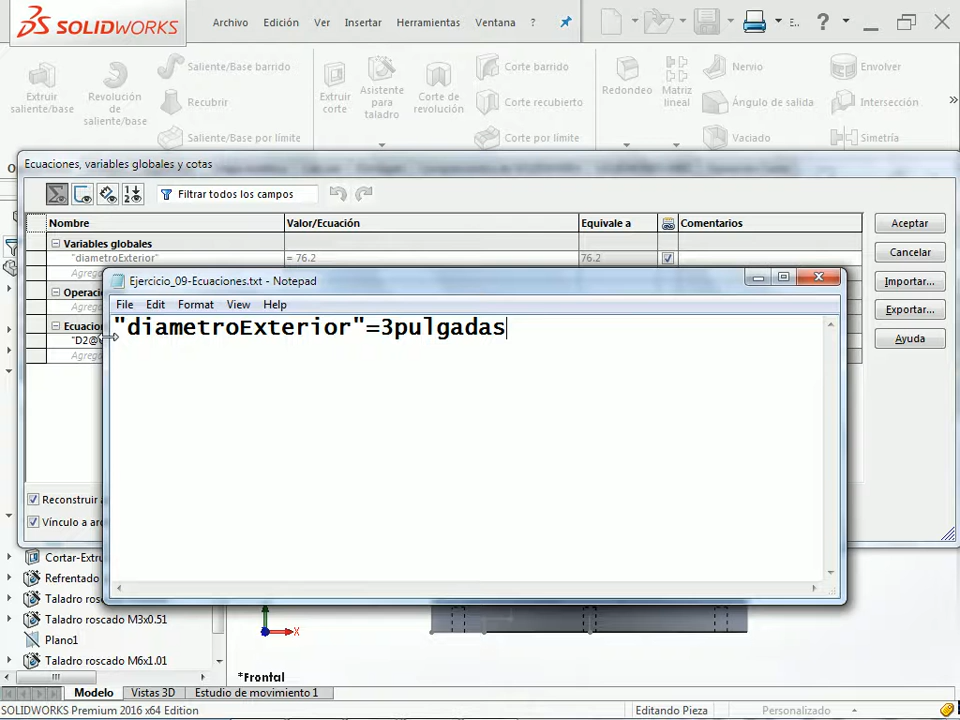 SOLIDWORKS
Archivo Edición Ver Insertar Herramientas Ventana ? E.. ?
Extruir saliente/base
Revolución de saliente/base
Saliente/Base barrido
Recubrir
Saliente/Base por límite
Extruir corte
Asistente para taladro
Corte de revolución
Corte barrido
Corte recubierto
Corte por límite
Redondeo
Matriz lineal
Nervio
Ángulo de salida
Vaciado
Envolver
Intersección
Simetría
»
Ecuaciones, variables globales y cotas
Filtrar todos los campos
Nombre Valor/Ecuación Equivale a Comentarios
Variables globales
"diametroExterior" = 76.2 76.2
Aceptar
Cancelar
Importar...
Exportar...
Ayuda
Ejercicio_09-Ecuaciones.txt - Notepad
File Edit Format View Help
"diametroExterior"=3pulgadas
"D2@
Reconstruir
Vínculo a
Cortar-Extru
Refrentado
Taladro rosca
Taladro roscado M3x0.51
Plano1
Taladro roscado M6x1.01
X
*Frontal
Modelo Vistas 3D Estudio de movimiento 1
SOLIDWORKS Premium 2016 x64 Edition Editando Pieza Personalizado